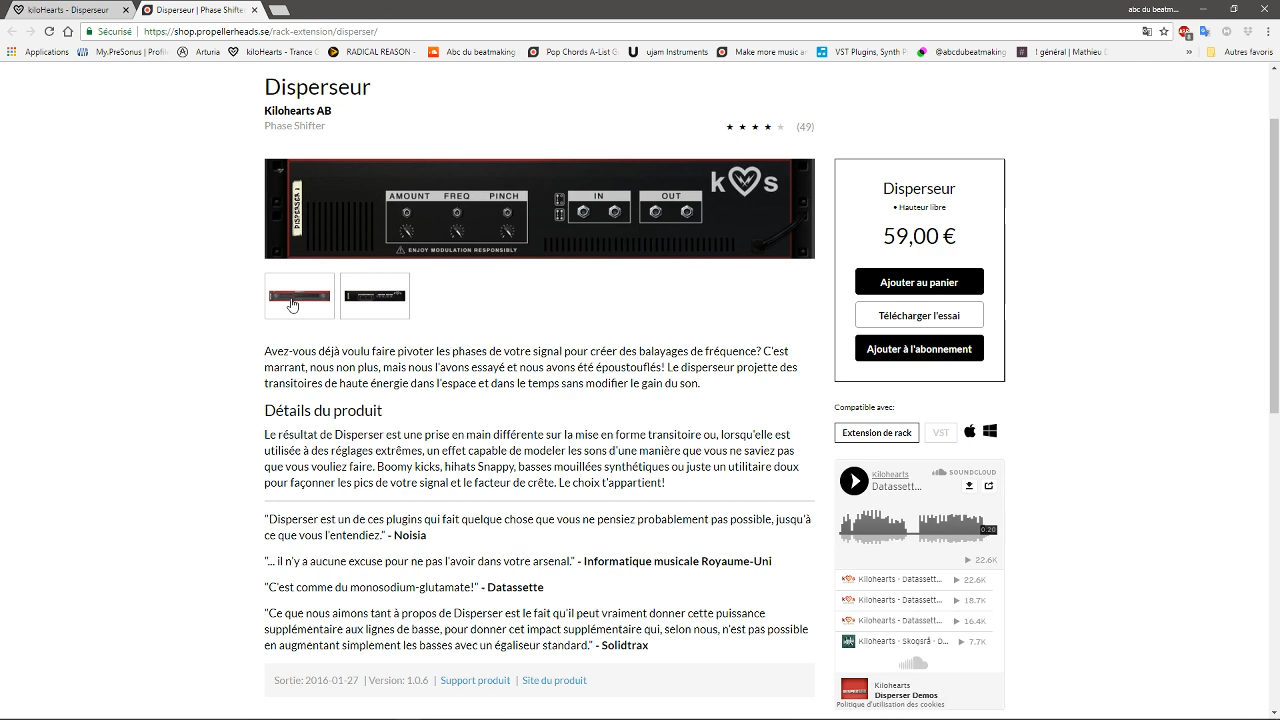 kiloHearts - Disperseur
Disperseur | Phase Shifter
abc du beatm...
Sécurisé
https://shop.propellerheads.se/rack-extension/disperser/
Applications
My.PreSonus | Profile
Arturia
kiloHearts - Trance G
RADICAL REASON -
Abc du beatmaking
Pop Chords A-List G
ujam Instruments
Make more music ar
VST Plugins, Synth P
@abcdubeatmaking
! général | Mathieu D
»
Autres favoris
Disperseur
Kilohearts AB
Phase Shifter
★ ★ ★ ★ ★ (49)
DISPERSER 1
AMOUNT FREQ PINCH
IN
OUT
k s
ENJOY MODULATION RESPONSIBLY
Disperseur
• Hauteur libre
59,00 €
Ajouter au panier
Télécharger l'essai
Ajouter à l'abonnement
Avez-vous déjà voulu faire pivoter les phases de votre signal pour créer des balayages de fréquence? C'est
marrant, nous non plus, mais nous l'avons essayé et nous avons été époustouflés! Le disperseur projette des
transitoires de haute énergie dans l'espace et dans le temps sans modifier le gain du son.
Détails du produit
Le résultat de Disperser est une prise en main différente sur la mise en forme transitoire ou, lorsqu'elle est
utilisée à des réglages extrêmes, un effet capable de modeler les sons d'une manière que vous ne saviez pas
que vous vouliez faire. Boomy kicks, hihats Snappy, basses mouillées synthétiques ou juste un utilitaire doux
pour donner les pics de votre signal et le facteur de crête. Le choix t'appartient!
"Disperser est un de ces plugins qui fait quelque chose que vous ne pensiez probablement pas possible, jusqu'à
ce que vous l'entendiez." - Noisia
"...il n'y a aucune excuse pour ne pas l'avoir dans votre arsenal." - Informatique musicale Royaume-Uni
"C'est comme du monosodium-glutamate!" - Datassette
que nous aimons tant à propos de Disperser est le fait qu'il peut vraiment donner cette puissance
supplémentaire aux lignes de basse, pour donner cet impact supplémentaire qui, selon nous, n'est pas possible
en augmentant simplement les basses avec un égaliseur standard." - Solidtrax
Sortie: 2016-01-27 | Version: 1.0.6 | Support produit | Site du produit
Compatible avec:
Extension de rack
VST
Kilohearts
SOUNDCLOUD
Datassett...
0:20
22.6K
Kilohearts - Datassett... 22.6K
Kilohearts - Datassett... 18.7K
Kilohearts - Datassett... 16.4K
Kilohearts - Skogsrå - D... 7.7K
DISPERSER
Kilohearts
Disperser Demos
Politique d'utilisation des cookies